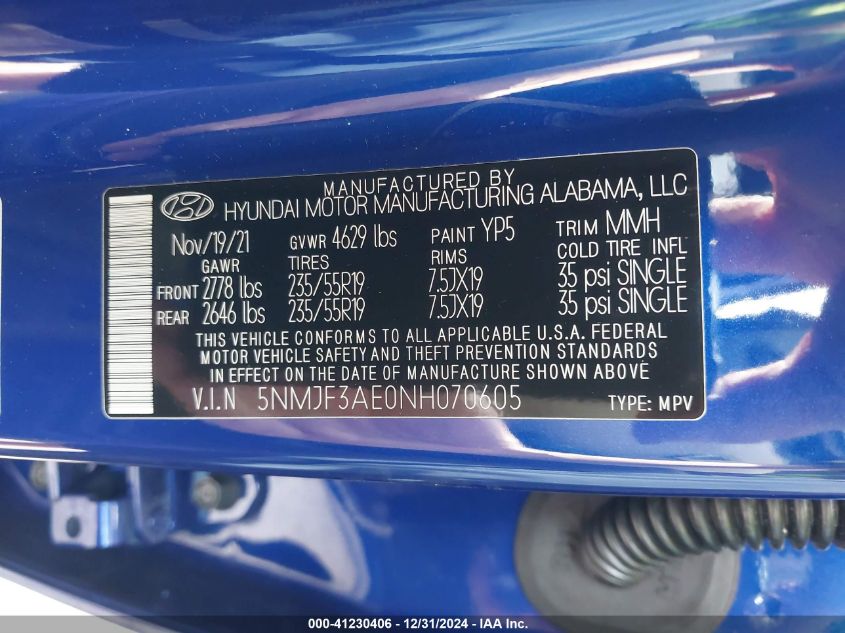 MANUFACTURED BY
HYUNDAI MOTOR MANUFACTURING ALABAMA, LLC
Nov/19/21 GVWR 4629 lbs PAINT YP5 TRIM MMH
GAWR TIRES RIMS COLD TIRE INFL
FRONT 2778 lbs 235/55R19 7.5JX19 35 psi SINGLE
REAR 2646 lbs 235/55R19 7.5JX19 35 psi SINGLE
THIS VEHICLE CONFORMS TO ALL APPLICABLE U.S.A. FEDERAL
MOTOR VEHICLE SAFETY AND THEFT PREVENTION STANDARDS
IN EFFECT ON THE DATE OF MANUFACTURE SHOWN ABOVE
V.I.N 5NMJF3AE0NH070605 TYPE: MPV
000-41230406 - 12/31/2024 - IAA Inc.